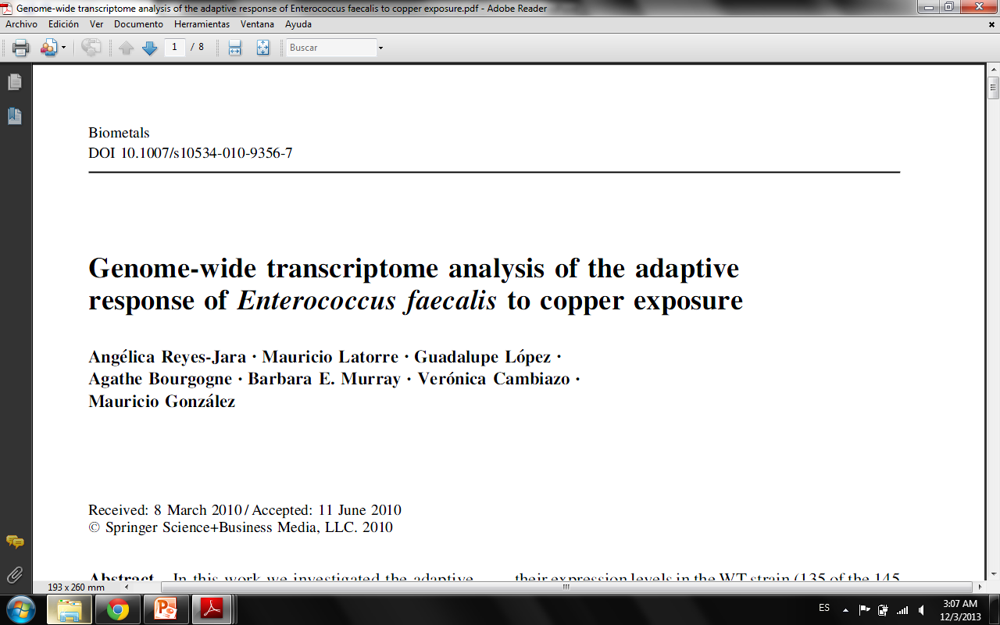 Genome-wide transcriptome analysis of the adaptive response of Enterococcus faecalis to copper exposure.pdf - Adobe Reader
Archivo Edición Ver Documento Herramientas Ventana Ayuda
1 / 8 Buscar
Biometals
DOI 10.1007/s10534-010-9356-7
Genome-wide transcriptome analysis of the adaptive
response of Enterococcus faecalis to copper exposure
Angélica Reyes-Jara · Mauricio Latorre · Guadalupe López ·
Agathe Bourgogne · Barbara E. Murray · Verónica Cambiazo ·
Mauricio González
Received: 8 March 2010 / Accepted: 11 June 2010
© Springer Science+Business Media, LLC. 2010
Abstract In this work we investigated the adaptive their expression levels in the WT strain (135 of the 145
193 x 260 mm
ES 3:07 AM
12/3/2013